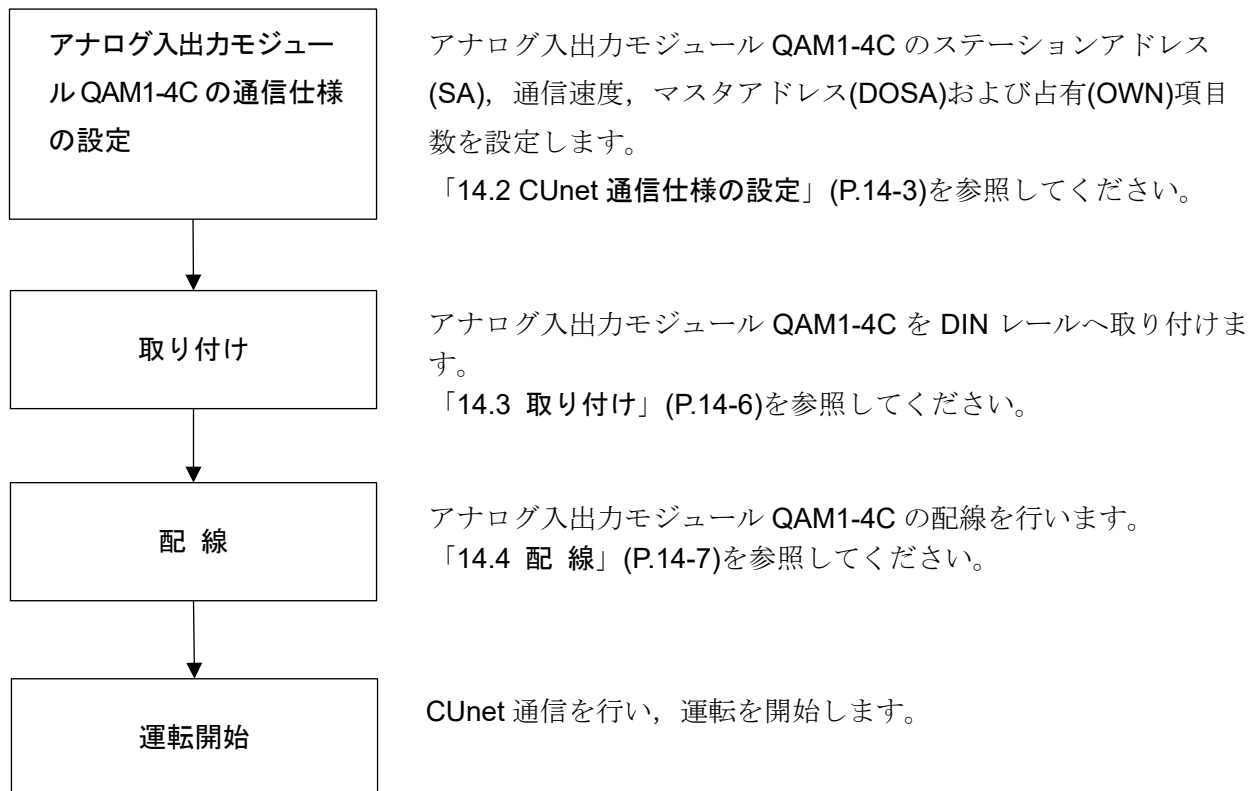 アナログ入出力モジュー
ル QAM1-4C の通信仕様
の設定
アナログ入出力モジュール QAM1-4C のステーションアドレス
(SA)，通信速度，マスタアドレス(DOSA)および占有(OWN)項目
数を設定します。
「14.2 CUnet 通信仕様の設定」(P.14-3)を参照してください。
取り付け
アナログ入出力モジュール QAM1-4C を DIN レールへ取り付けま
す。
「14.3 取り付け」(P.14-6)を参照してください。
配 線
アナログ入出力モジュール QAM1-4C の配線を行います。
「14.4 配 線」(P.14-7)を参照してください。
運転開始
CUnet 通信を行い，運転を開始します。